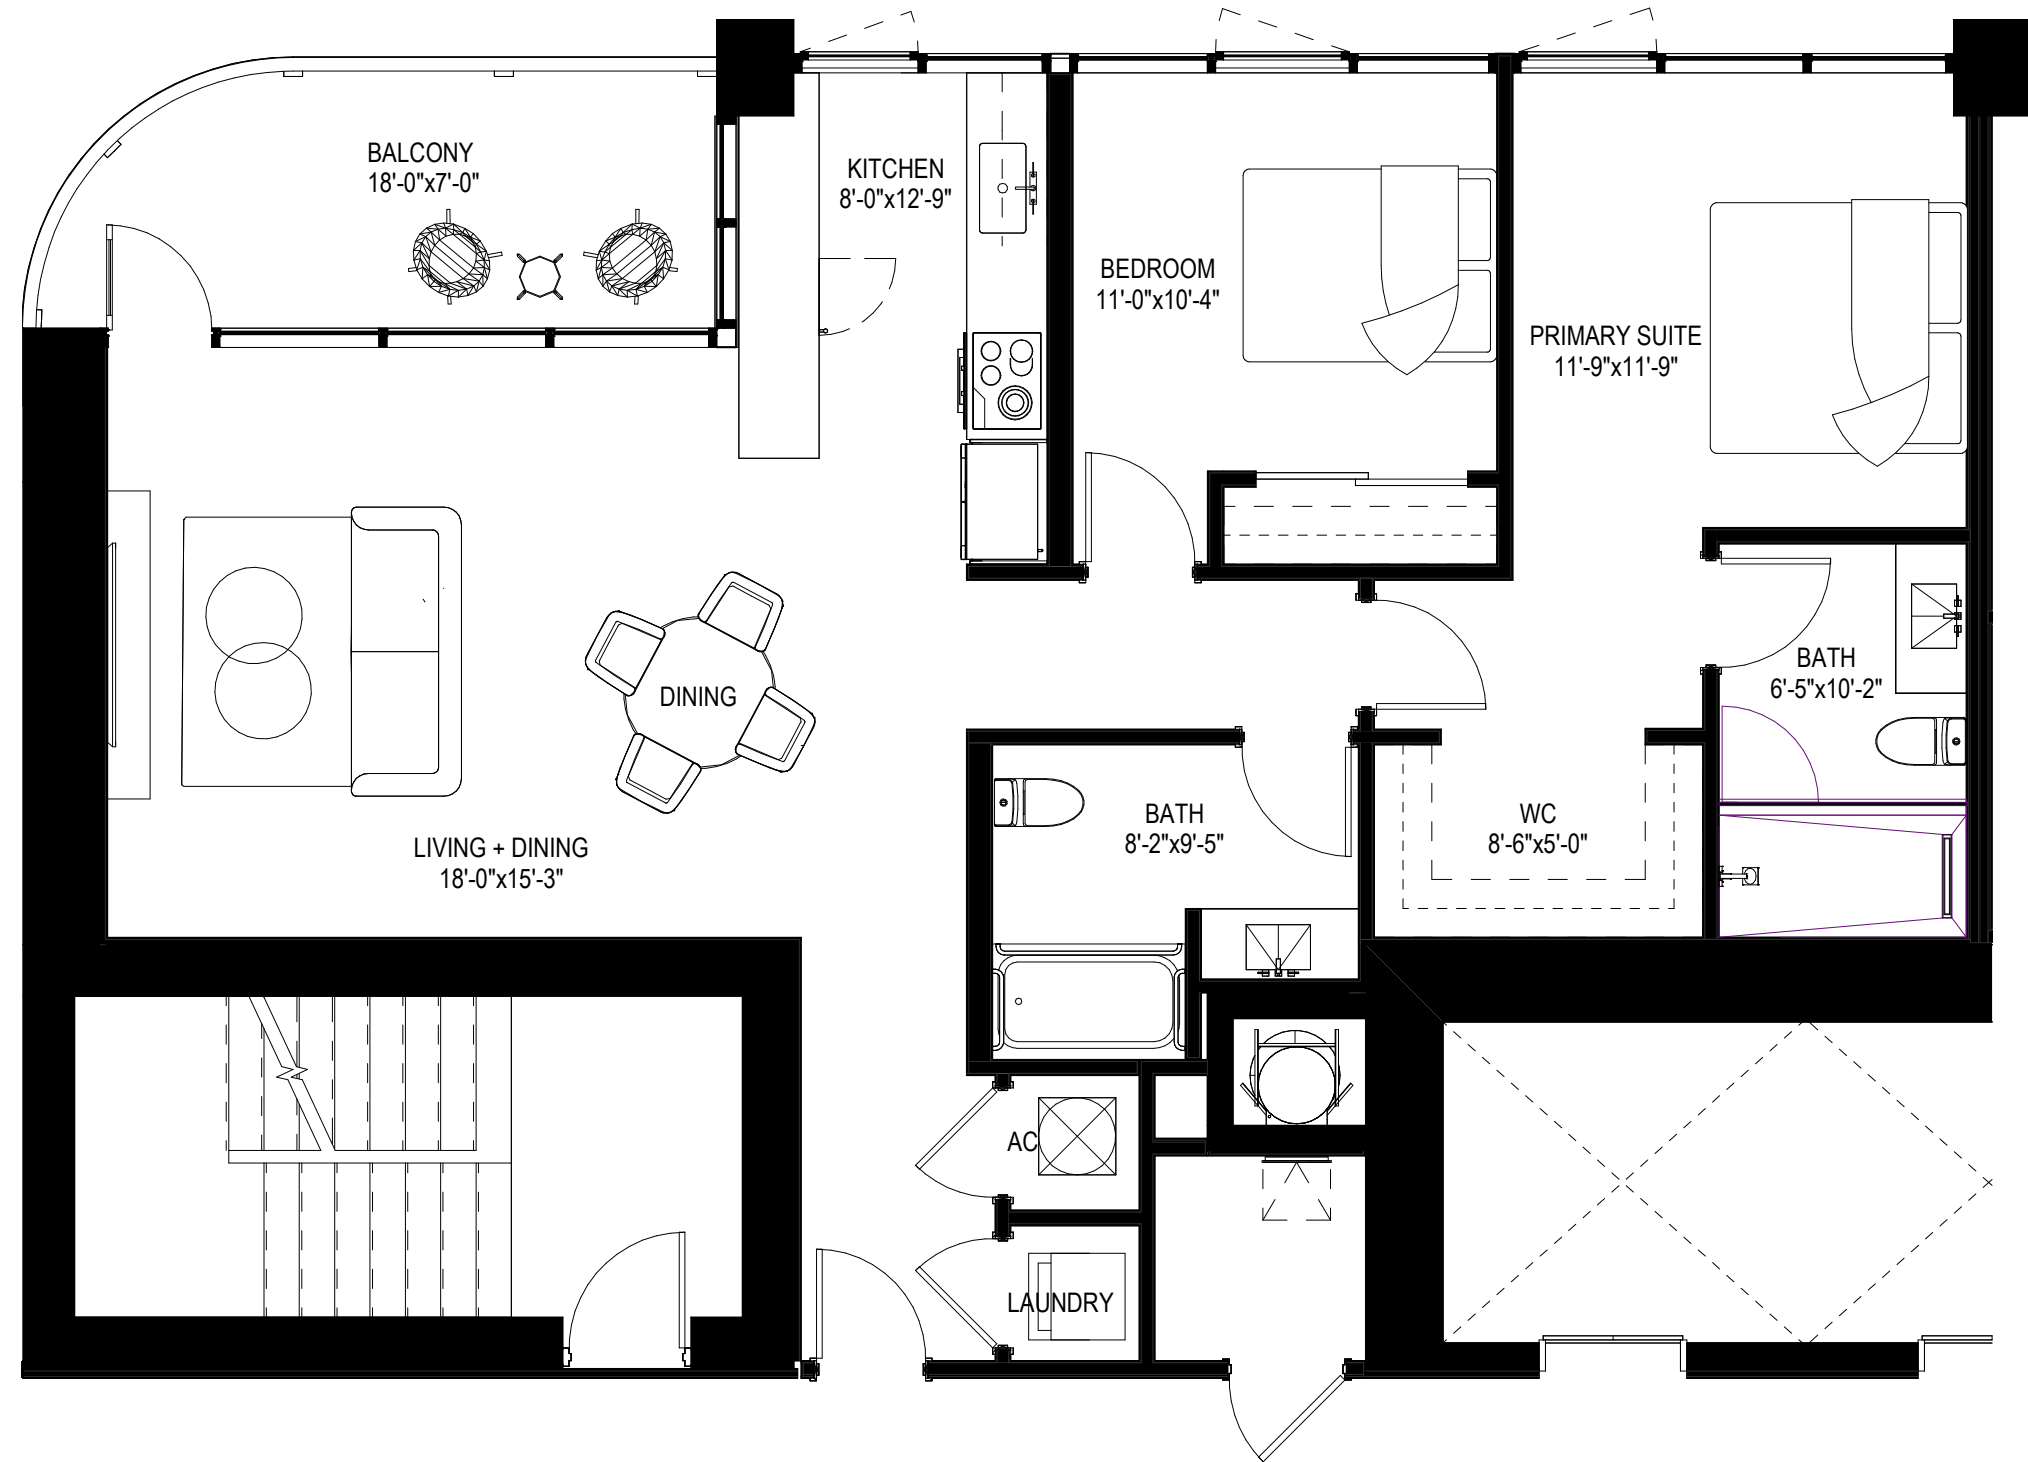 BALCONY
18'-0"x7'-0"
KITCHEN
8'-0"x12'-9"
BEDROOM
11'-0"x10'-4"
PRIMARY SUITE
11'-9"x11'-9"
BATH
6'-5"x10'-2"
DINING
BATH
8'-2"x9'-5"
WC
8'-6"x5'-0"
LIVING + DINING
18'-0"x15'-3"
AC
LAUNDRY